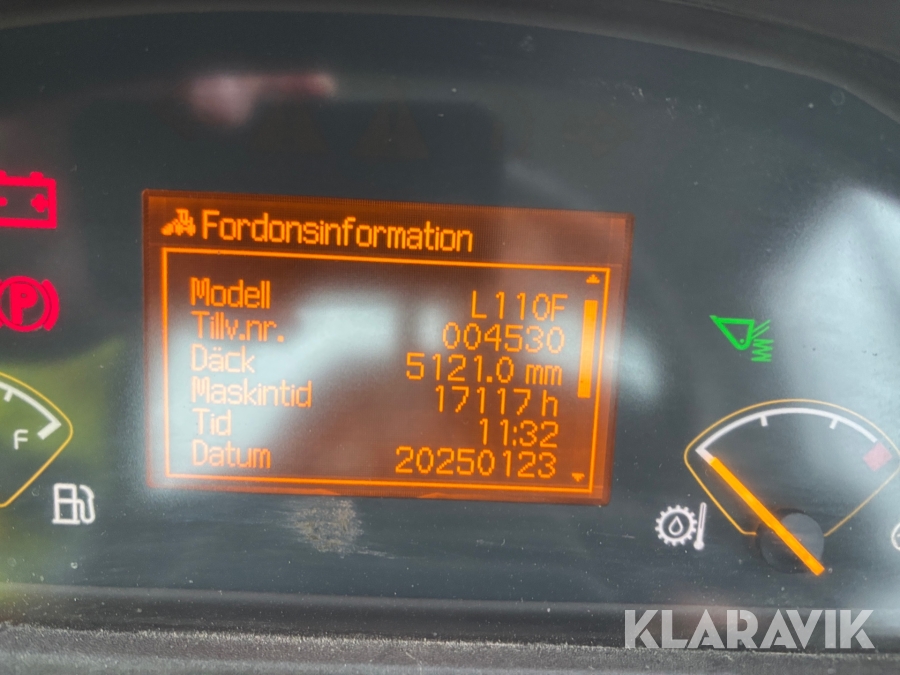 Fordonsinformation
Modell L110F
Tillv.nr. 004530
Däck 5121.0 mm
Maskintid 17117 h
Tid 11:32
Datum 20250123
P
F
KLARAVIK